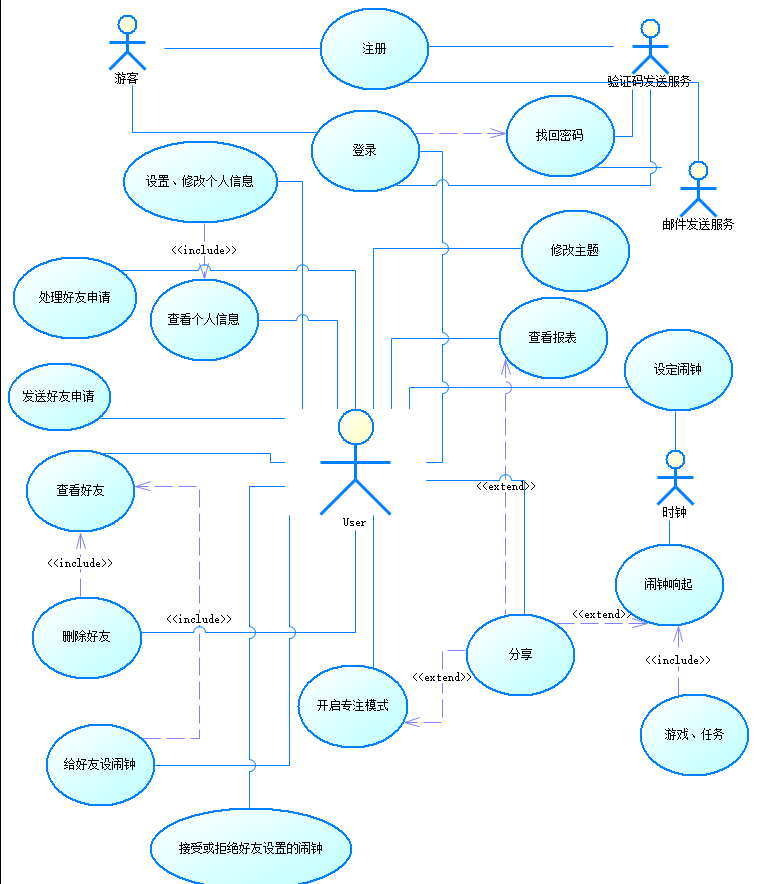 游客
注册
验证码发送服务
登录
找回密码
设置、修改个人信息
邮件发送服务
<<include>>
修改主题
处理好友申请
查看个人信息
查看报表
设定闹钟
发送好友申请
查看好友
<<extend>>
User
时钟
<<include>>
闹钟响起
<<include>>
<<extend>>
删除好友
分享
<<include>>
<<extend>>
开启专注模式
游戏、任务
给好友设闹钟
接受或拒绝好友设置的闹钟